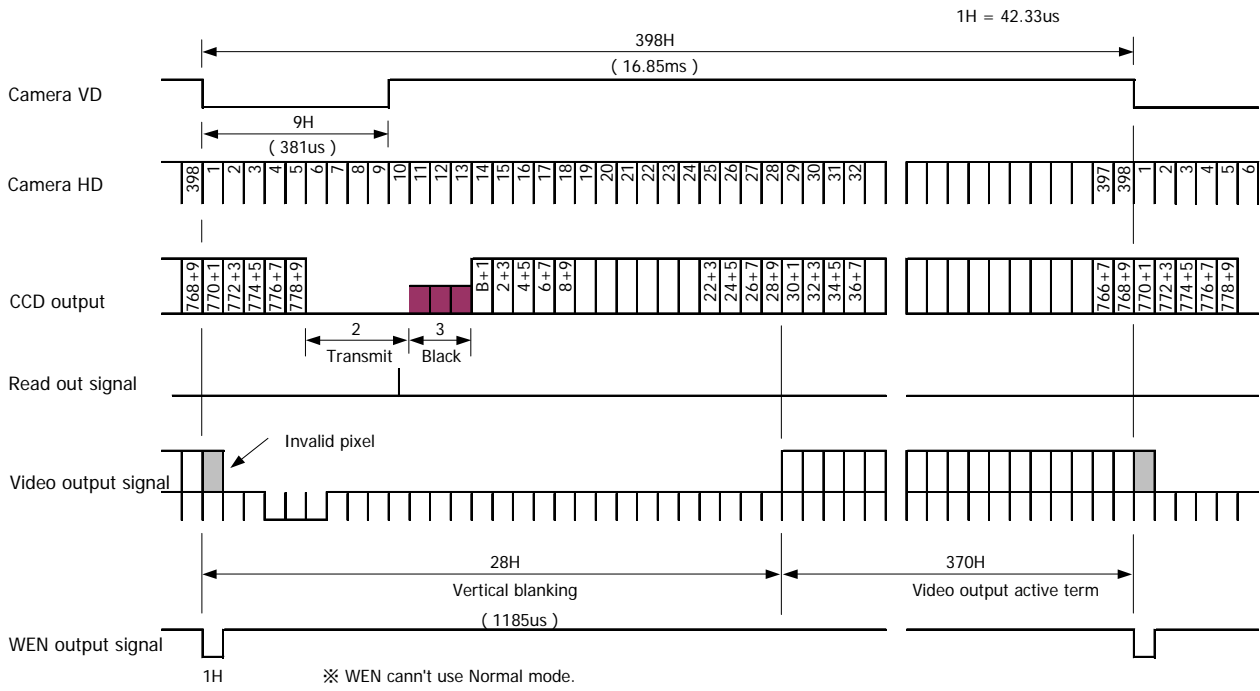 1H = 42.33us
398H
( 16.85ms )
Camera VD
9H
( 381us )
Camera HD
398 1 2 3 4 5 6 7 8 9 10 11 12 13 14 15 16 17 18 19 20 21 22 23 24 25 26 27 28 29 30 31 32 397 398 1 2 3 4 5 6
CCD output
768+9 770+1 772+3 774+5 776+7 778+9 B+1 2+3 4+5 6+7 8+9 22+3 24+5 26+7 28+9 30+1 32+3 34+5 36+7 766+7 768+9 770+1 772+3 774+5 776+7 778+9
2 3
Transmit Black
Read out signal
Invalid pixel
Video output signal
28H 370H
Vertical blanking Video output active term
( 1185us )
WEN output signal
1H ※ WEN cann't use Normal mode.